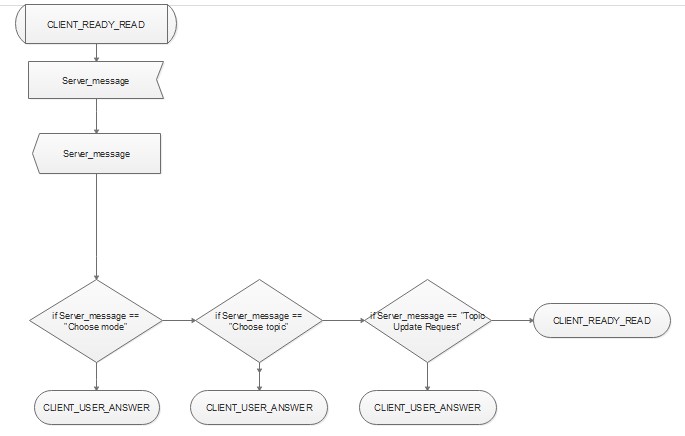 CLIENT_READY_READ
Server_message
Server_message
if Server_message ==
"Choose mode"
if Server_message ==
"Choose topic"
if Server_message == "Topic
Update Request"
CLIENT_READY_READ
CLIENT_USER_ANSWER
CLIENT_USER_ANSWER
CLIENT_USER_ANSWER